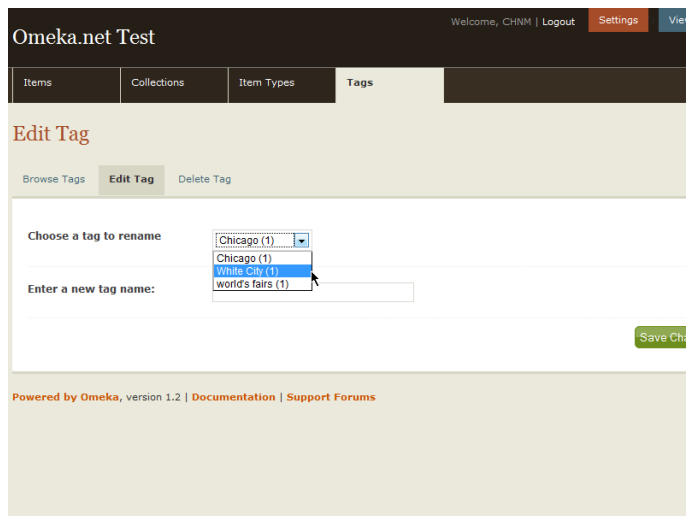 Omeka.net Test
Welcome, CHNM | Logout
Settings
Items
Collections
Item Types
Tags
Edit Tag
Browse Tags
Edit Tag
Delete Tag
Choose a tag to rename
Chicago (1)
Chicago (1)
White City (1)
world's fairs (1)
Enter a new tag name:
Save
Powered by Omeka, version 1.2 | Documentation | Support Forums